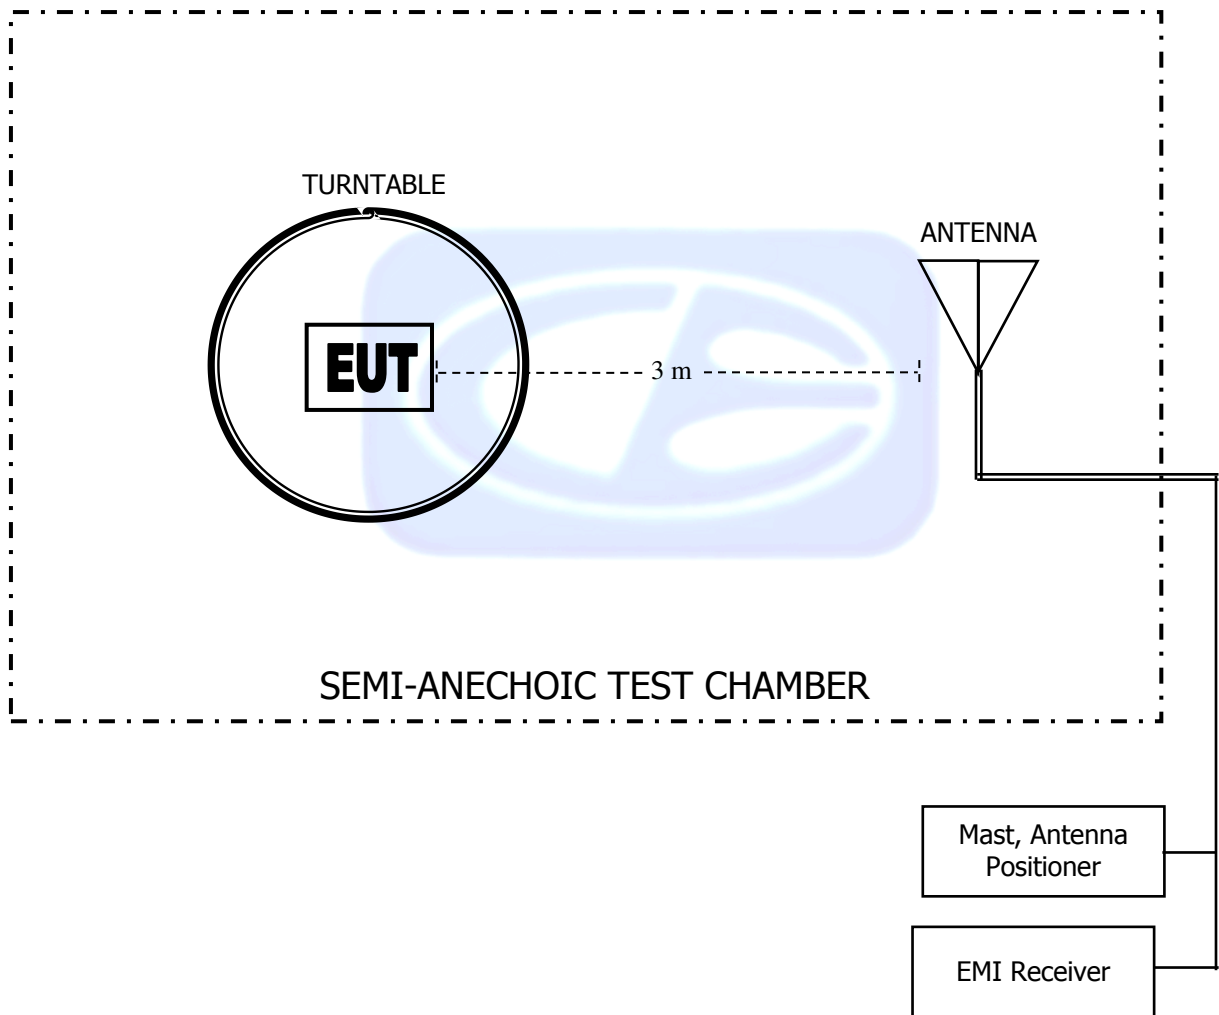 TURNTABLE
ANTENNA
EUT
3 m
SEMI-ANECHOIC TEST CHAMBER
Mast, Antenna
Positioner
EMI Receiver